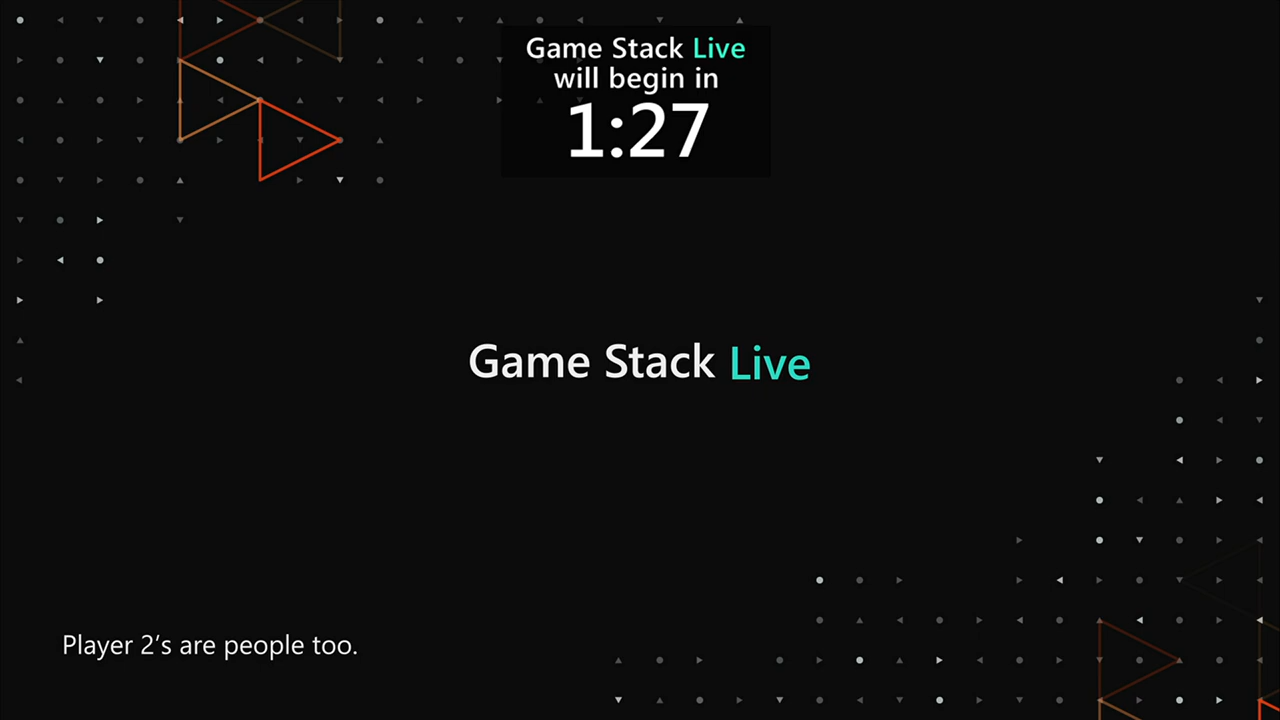 Game Stack Live
will begin in
1:27
Game Stack Live
Player 2’s are people too.